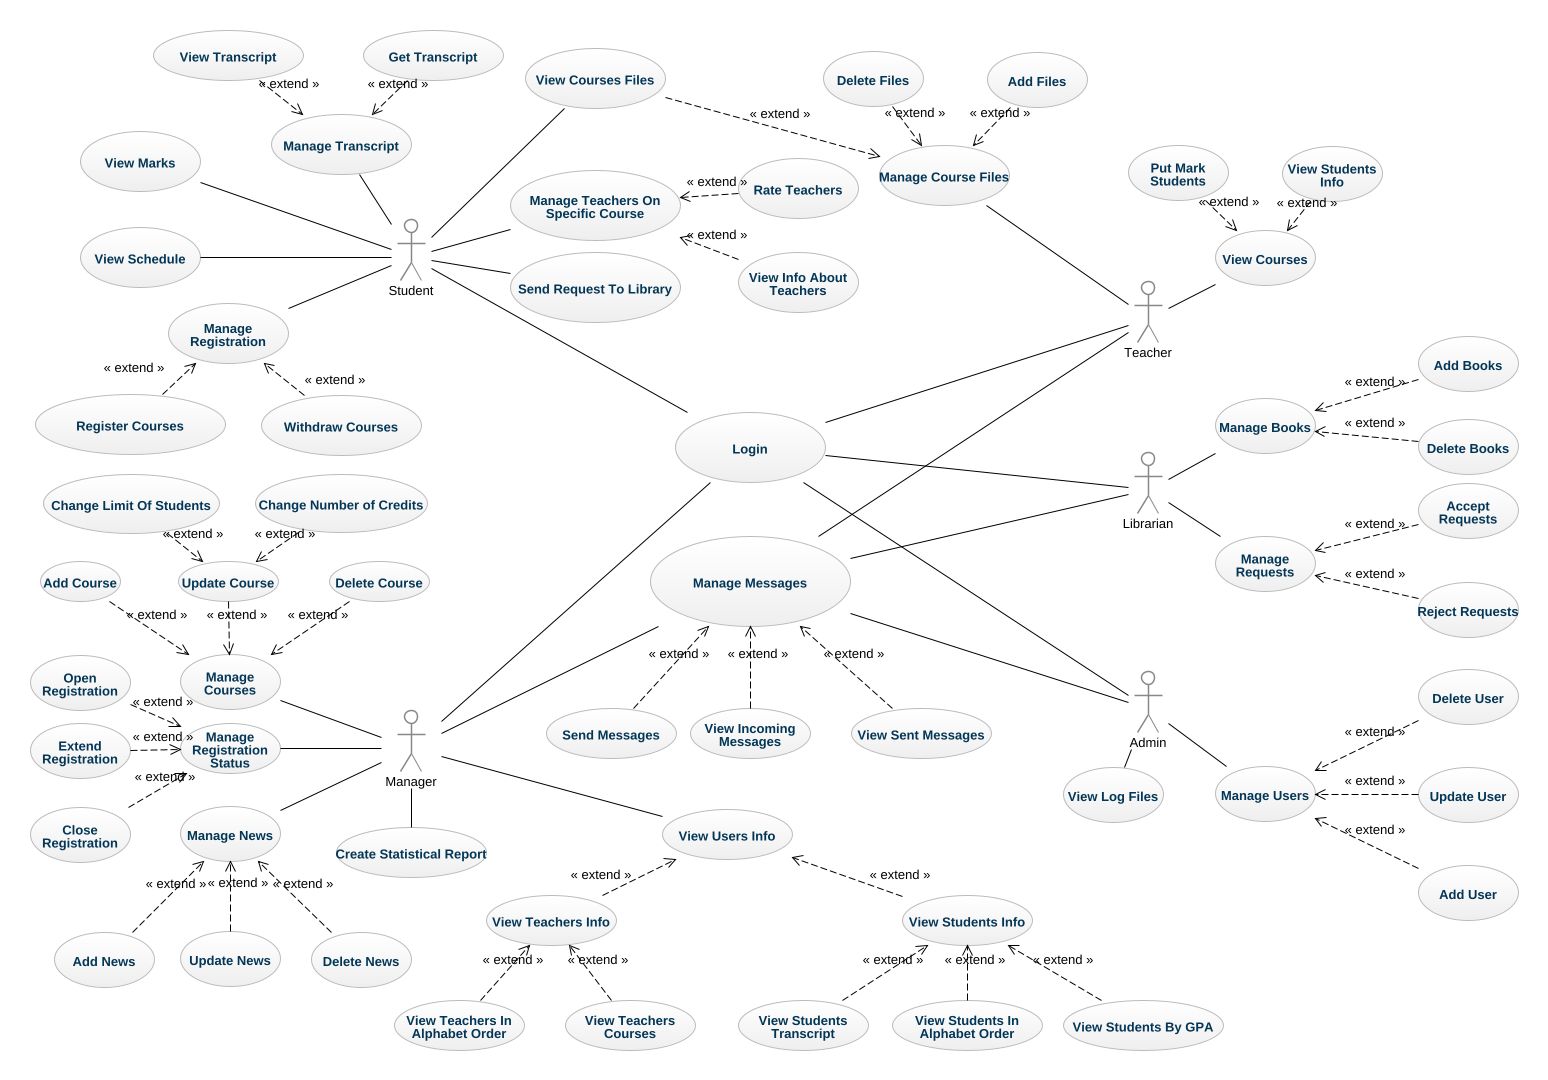 View Transcript
Get Transcript
« extend »
« extend »
Manage Transcript
View Marks
View Schedule
Student
Manage
Registration
« extend »
« extend »
Register Courses
Withdraw Courses
View Courses Files
« extend »
Delete Files
Add Files
« extend »
« extend »
Manage Course Files
Manage Teachers On
Specific Course
« extend »
Rate Teachers
« extend »
View Info About
Teachers
Send Request To Library
Put Mark
Students
View Students
Info
« extend »
« extend »
View Courses
Teacher
Login
Manage Books
« extend »
Add Books
« extend »
Delete Books
Librarian
Manage
Requests
« extend »
Accept
Requests
« extend »
Reject Requests
Change Limit Of Students
Change Number of Credits
« extend »
« extend »
Add Course
Update Course
Delete Course
« extend »
« extend »
« extend »
Manage
Courses
Open
Registration
« extend »
Extend
Registration
« extend »
Manage
Registration
Status
« extend »
Close
Registration
Manager
Manage News
« extend »
« extend »
« extend »
Add News
Update News
Delete News
Create Statistical Report
Manage Messages
« extend »
« extend »
« extend »
Send Messages
View Incoming
Messages
View Sent Messages
Admin
View Log Files
Manage Users
« extend »
Delete User
« extend »
Update User
« extend »
Add User
View Users Info
« extend »
« extend »
View Teachers Info
View Students Info
« extend »
« extend »
« extend »
« extend »
« extend »
View Teachers In
Alphabet Order
View Teachers
Courses
View Students
Transcript
View Students In
Alphabet Order
View Students By GPA